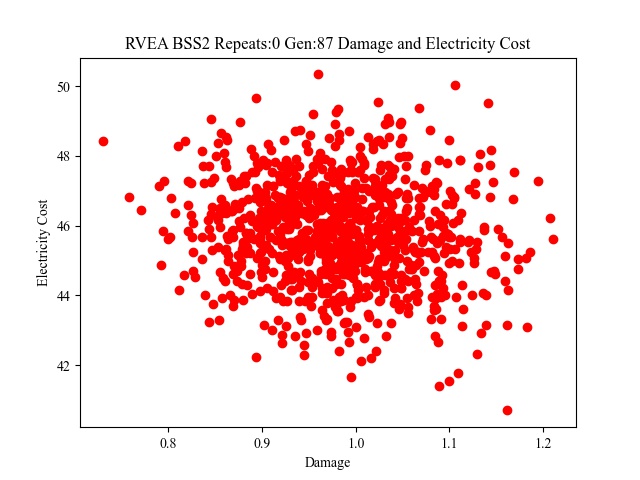 RVEA BSS2 Repeats:0 Gen:87 Damage and Electricity Cost
50
48
46
44
42
Electricity Cost
0.8 0.9 1.0 1.1 1.2
Damage